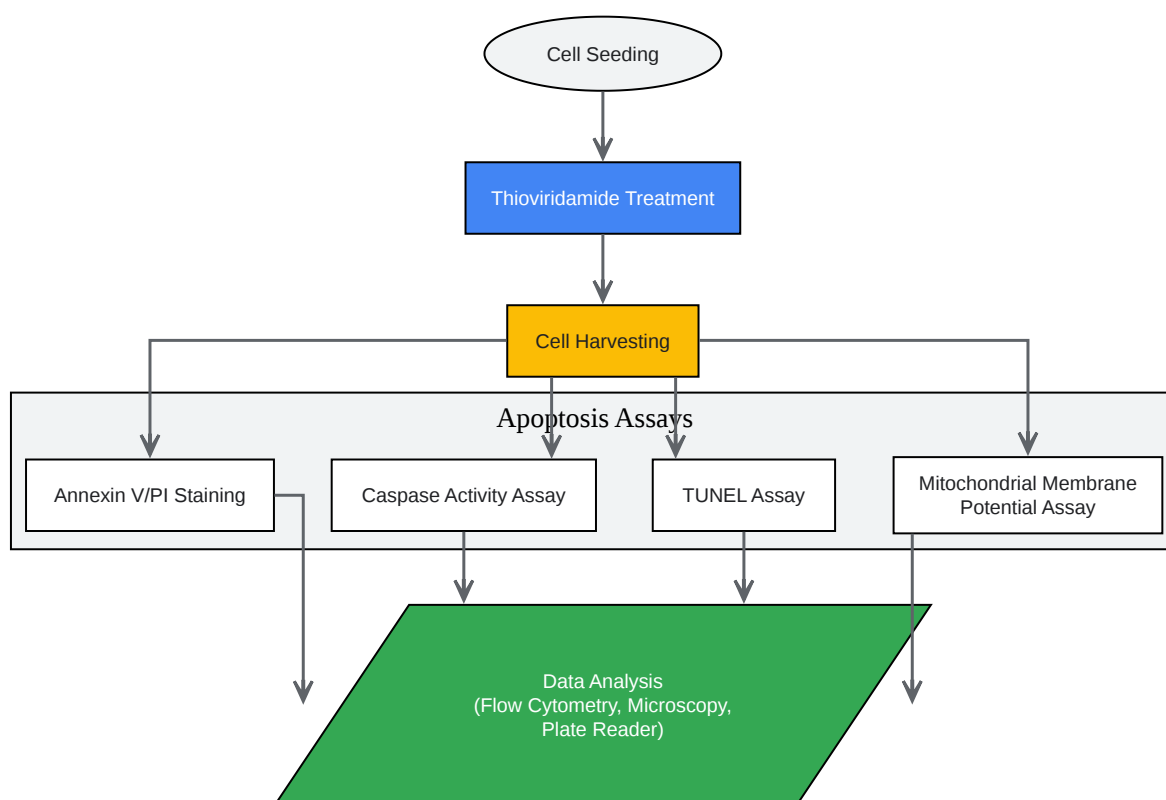 Cell Seeding
Thioviridamide Treatment
Cell Harvesting
Apoptosis Assays
Annexin V/PI Staining
Caspase Activity Assay
TUNEL Assay
Mitochondrial Membrane
Potential Assay
Data Analysis
(Flow Cytometry, Microscopy,
Plate Reader)